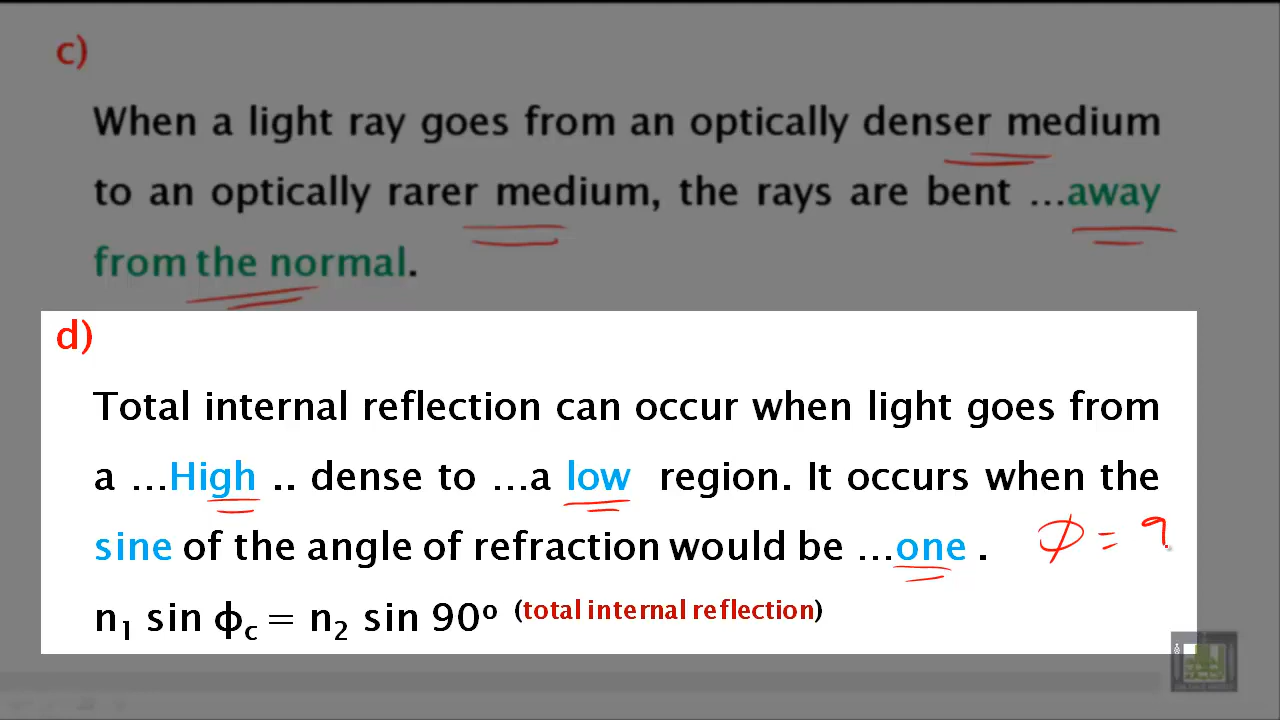 c)
When a light ray goes from an optically denser medium
to an optically rarer medium, the rays are bent ...away
from the normal.
d)
Total internal reflection can occur when light goes from
a ...High .. dense to ...a low region. It occurs when the
sine of the angle of refraction would be ...one .
ϕ = 9
n₁ sin ϕc = n₂ sin 90º (total internal reflection)